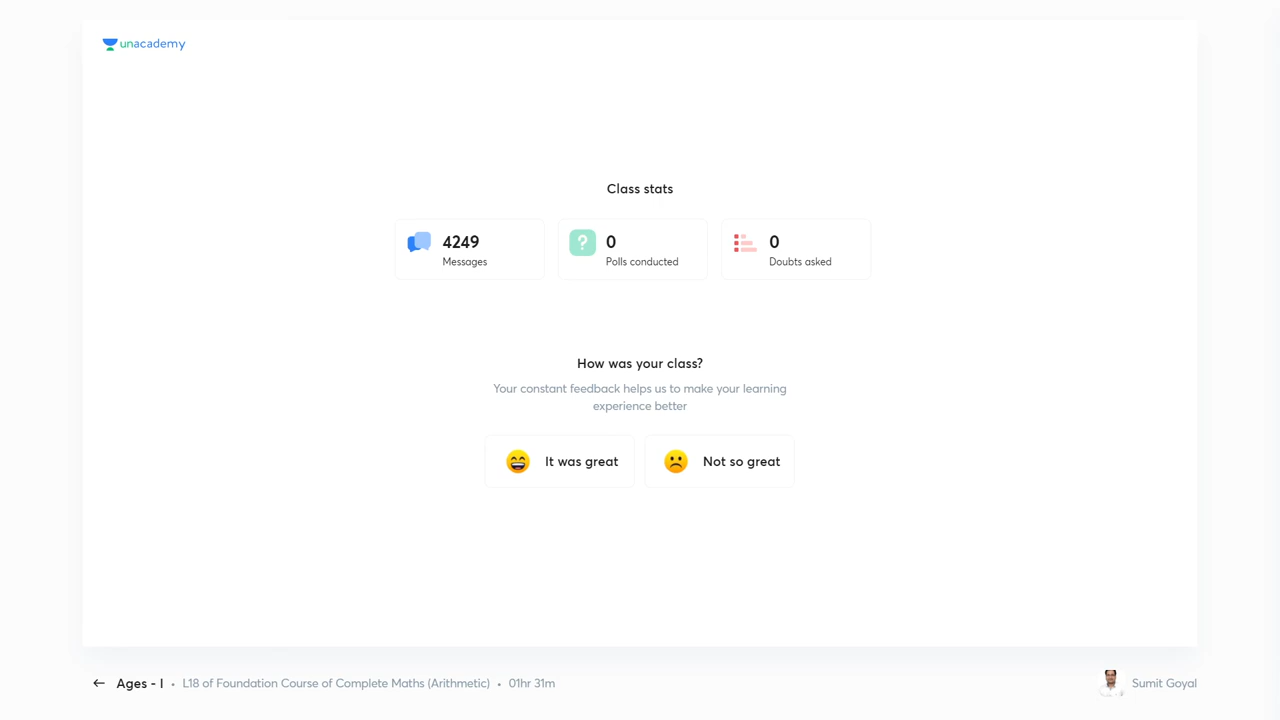 unacademy
Class stats
4249
Messages
?
0
Polls conducted
0
Doubts asked
How was your class?
Your constant feedback helps us to make your learning
experience better
It was great
Not so great
Ages - I • L18 of Foundation Course of Complete Maths (Arithmetic) • 01hr 31m
Sumit Goyal